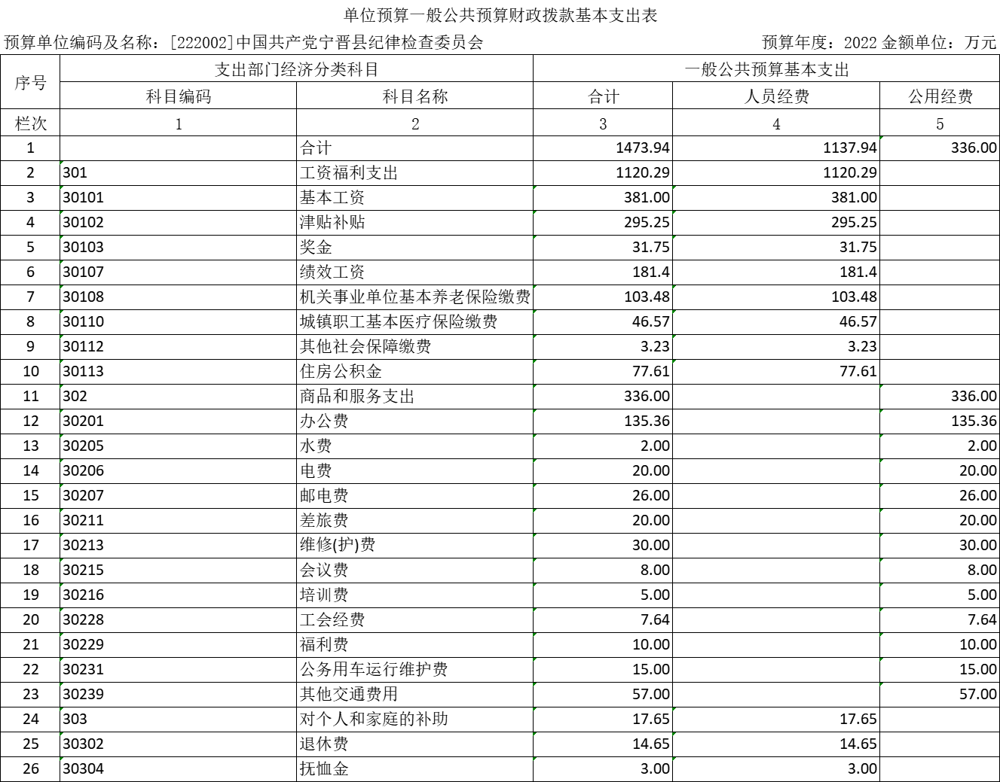 单位预算一般公共预算财政拨款基本支出表
预算单位编码及名称：[222002]中国共产党宁晋县纪律检查委员会 预算年度：2022 金额单位：万元
序号 支出部门经济分类科目 一般公共预算基本支出
科目编码 科目名称 合计 人员经费 公用经费
栏次 1 2 3 4 5
1 合计 1473.94 1137.94 336.00
2 301 工资福利支出 1120.29 1120.29
3 30101 基本工资 381.00 381.00
4 30102 津贴补贴 295.25 295.25
5 30103 奖金 31.75 31.75
6 30107 绩效工资 181.4 181.4
7 30108 机关事业单位基本养老保险缴费 103.48 103.48
8 30110 城镇职工基本医疗保险缴费 46.57 46.57
9 30112 其他社会保障缴费 3.23 3.23
10 30113 住房公积金 77.61 77.61
11 302 商品和服务支出 336.00 336.00
12 30201 办公费 135.36 135.36
13 30205 水费 2.00 2.00
14 30206 电费 20.00 20.00
15 30207 邮电费 26.00 26.00
16 30211 差旅费 20.00 20.00
17 30213 维修(护)费 30.00 30.00
18 30215 会议费 8.00 8.00
19 30216 培训费 5.00 5.00
20 30228 工会经费 7.64 7.64
21 30229 福利费 10.00 10.00
22 30231 公务用车运行维护费 15.00 15.00
23 30239 其他交通费用 57.00 57.00
24 303 对个人和家庭的补助 17.65 17.65
25 30302 退休费 14.65 14.65
26 30304 抚恤金 3.00 3.00